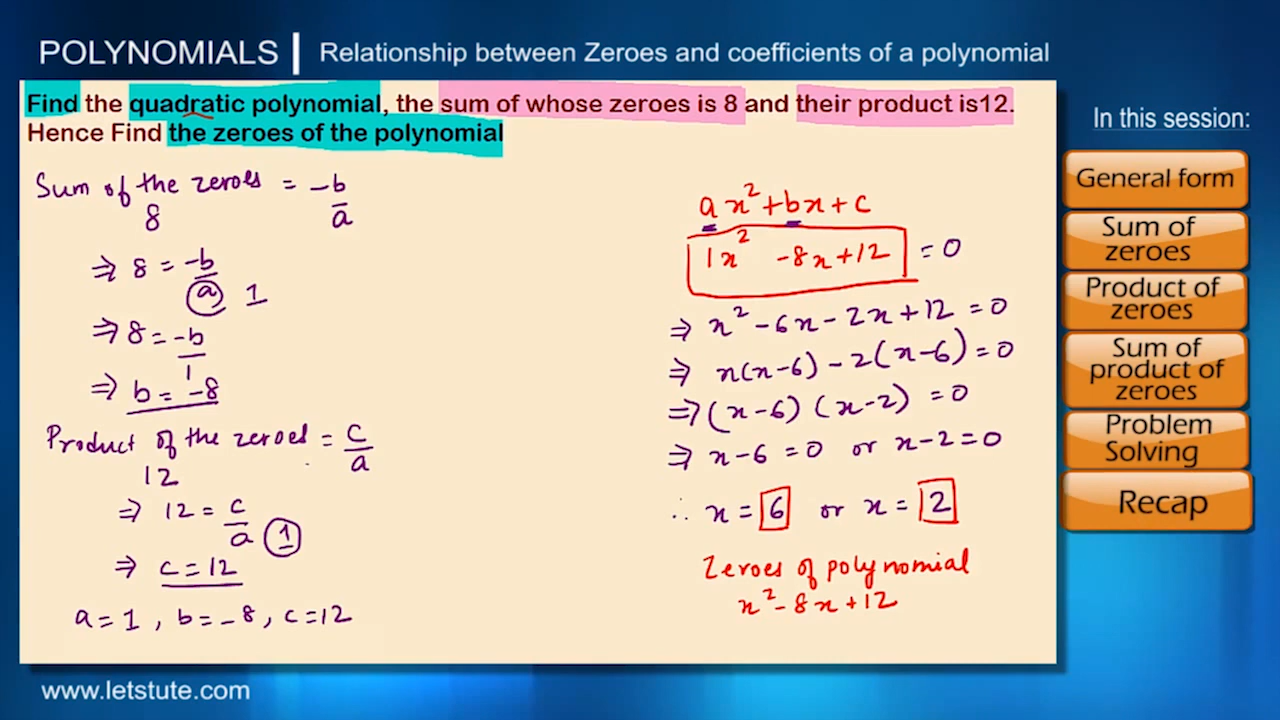 POLYNOMIALS | Relationship between Zeroes and coefficients of a polynomial
Find the quadratic polynomial, the sum of whose zeroes is 8 and their product is12.
Hence Find the zeroes of the polynomial
Sum of the zeroes = -b/a
8
⇒ 8 = -b/a 1
⇒ 8 = -b/1
⇒ b = -8
Product of the zeroes = c/a
12
⇒ 12 = c/a 1
⇒ c = 12
a = 1 , b = -8, c = 12
ax² + bx + c
1x² -8x + 12 = 0
⇒ x² - 6x - 2x + 12 = 0
⇒ x(x-6) - 2(x-6) = 0
⇒ (x-6) (x-2) = 0
⇒ x-6 = 0 or x-2 = 0
∴ x = 6 or x = 2
Zeroes of polynomial
x² - 8x + 12
In this session:
General form
Sum of
zeroes
Product of
zeroes
Sum of
product of
zeroes
Problem
Solving
Recap
www.letstute.com